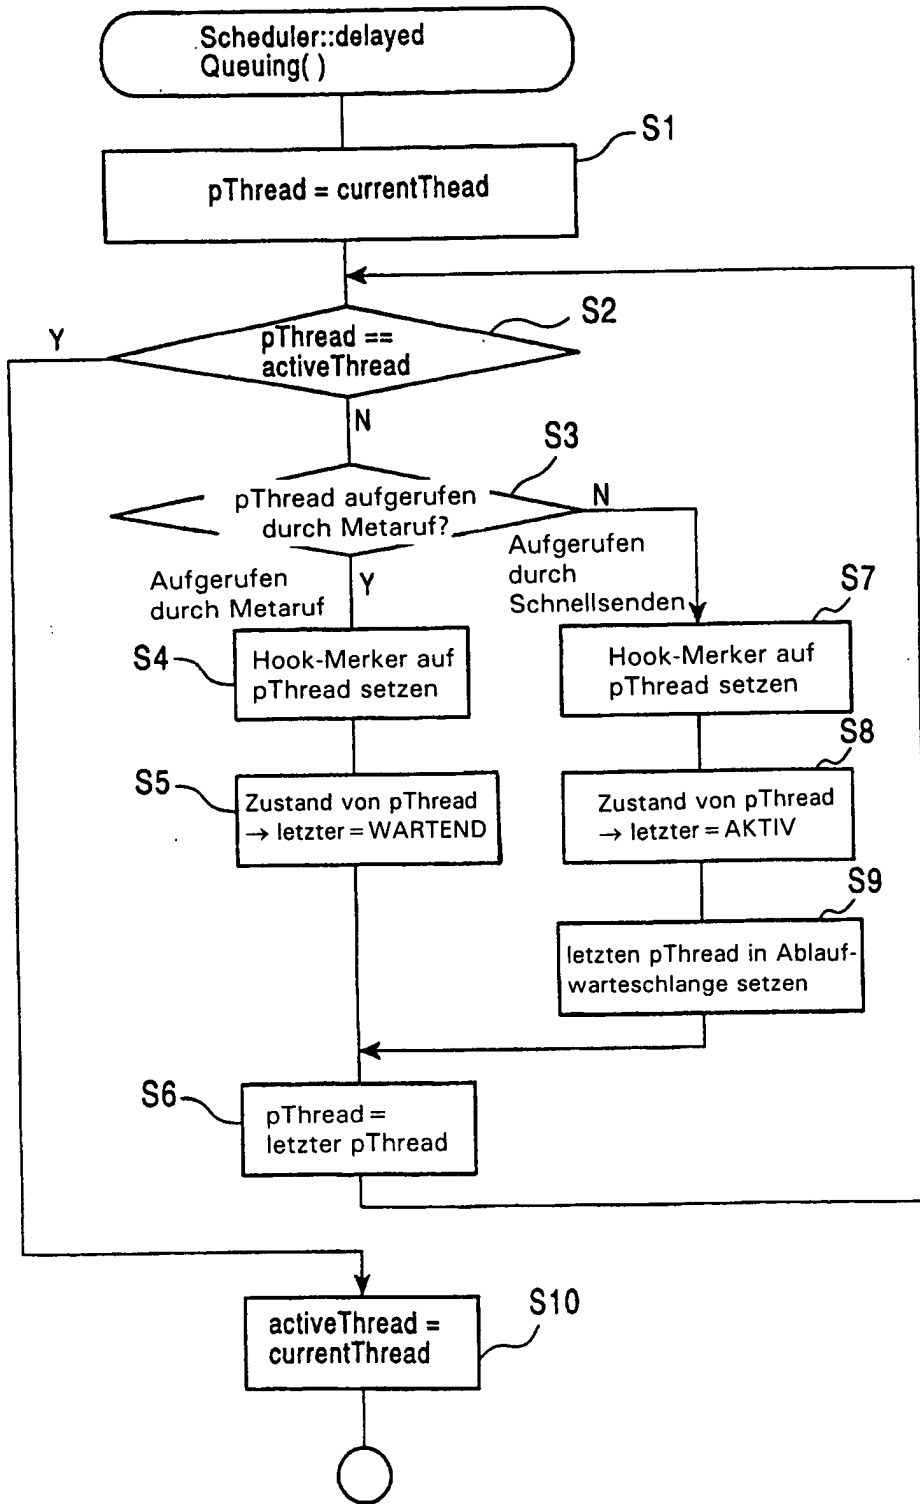 Scheduler::delayed
Queuing( )
S1
pThread = currentThead
S2
Y
pThread ==
activeThread
N
S3
pThread aufgerufen
durch Metaruf?
N
Aufgerufen
durch
Schnellsenden
Aufgerufen
durch Metaruf
Y
S4
Hook-Merker auf
pThread setzen
S7
Hook-Merker auf
pThread setzen
S5
Zustand von pThread
→ letzter = WARTEND
S8
Zustand von pThread
→ letzter = AKTIV
S9
letzten pThread in Ablauf-
warteschlange setzen
S6
pThread =
letzter pThread
S10
activeThread =
currentThread